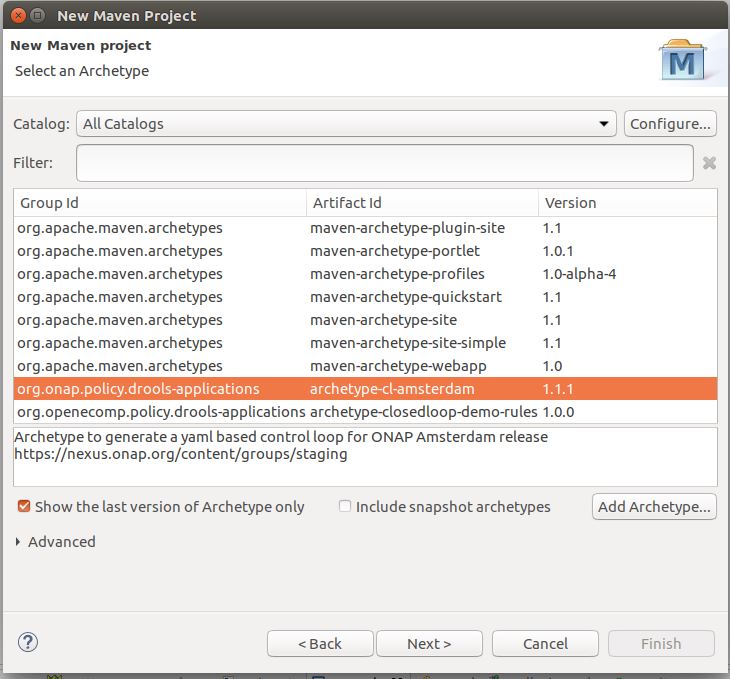 New Maven Project
New Maven project
Select an Archetype
M
Catalog: All Catalogs Configure...
Filter:
Group Id Artifact Id Version
org.apache.maven.archetypes maven-archetype-plugin-site 1.1
org.apache.maven.archetypes maven-archetype-portlet 1.0.1
org.apache.maven.archetypes maven-archetype-profiles 1.0-alpha-4
org.apache.maven.archetypes maven-archetype-quickstart 1.1
org.apache.maven.archetypes maven-archetype-site 1.1
org.apache.maven.archetypes maven-archetype-site-simple 1.1
org.apache.maven.archetypes maven-archetype-webapp 1.0
org.onap.policy.drools-applications archetype-cl-amsterdam 1.1.1
org.openecomp.policy.drools-applications archetype-closedloop-demo-rules 1.0.0
Archetype to generate a yaml based control loop for ONAP Amsterdam release
https://nexus.onap.org/content/groups/staging
Show the last version of Archetype only Include snapshot archetypes Add Archetype...
Advanced
? < Back Next > Cancel Finish